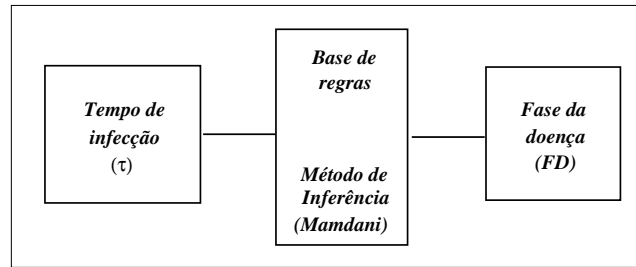 Tempo de
infecção
(τ)
Base de
regras
Método de
Inferência
(Mamdani)
Fase da
doença
(FD)